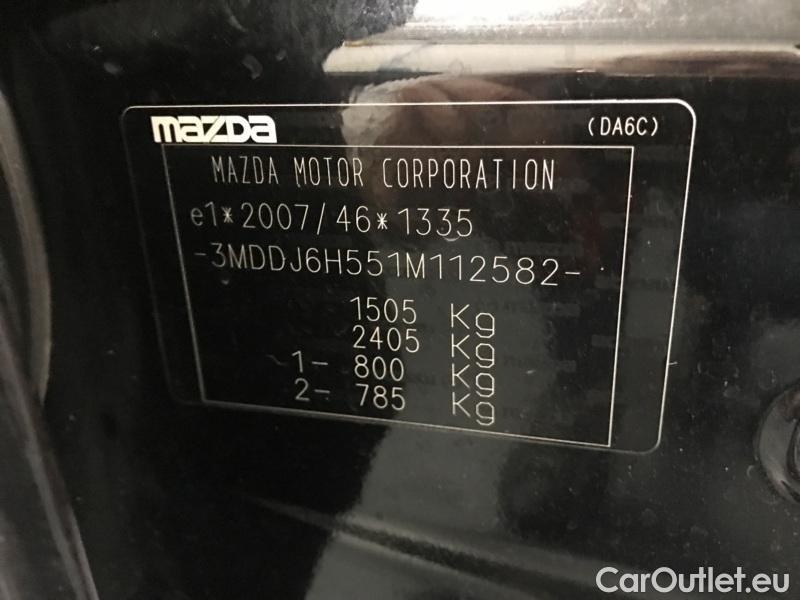 mazda (DA6C)
MAZDA MOTOR CORPORATION
e1*2007/46*1335
-3MDDJ6H551M112582-
1505 Kg
2405 Kg
1- 800 Kg
2- 785 Kg
CarOutlet.eu